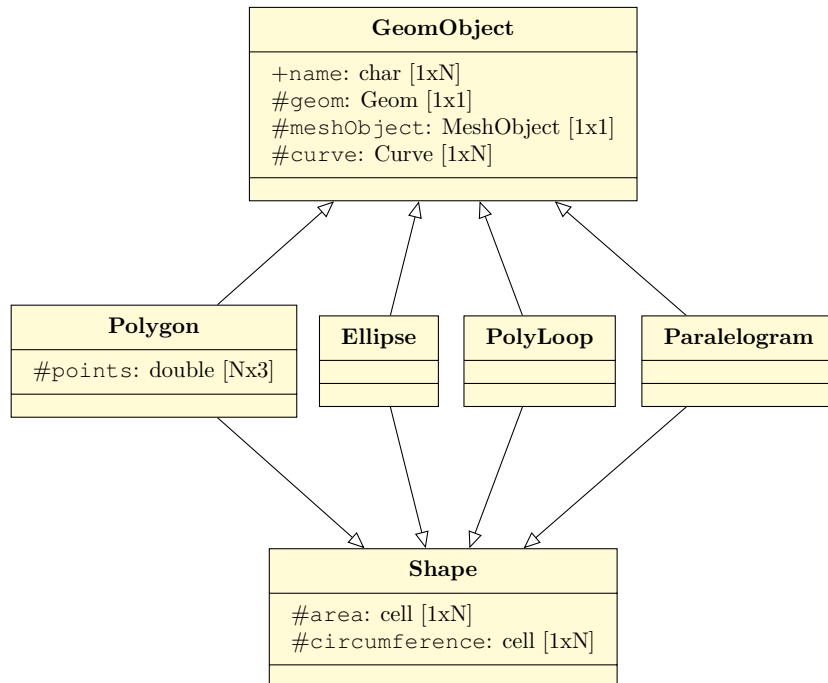 GeomObject
+name: char [1xN]
#geom: Geom [1x1]
#meshObject: MeshObject [1x1]
#curve: Curve [1xN]
Polygon
#points: double [Nx3]
Ellipse
PolyLoop
Paralelogram
Shape
#area: cell [1xN]
#circumference: cell [1xN]